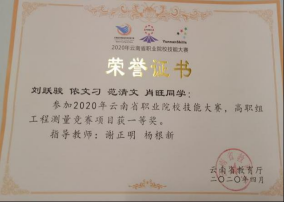 2020年云南省职业院校技能大赛
荣誉证书
刘跃骏 依文刁 范清文 肖旺同学:
参加2020年云南省职业院校技能大赛,高职组
工程测量竞赛项目获一等奖。
指导教师:谢正明 杨根新
云南省教育厅
二〇二〇年四月